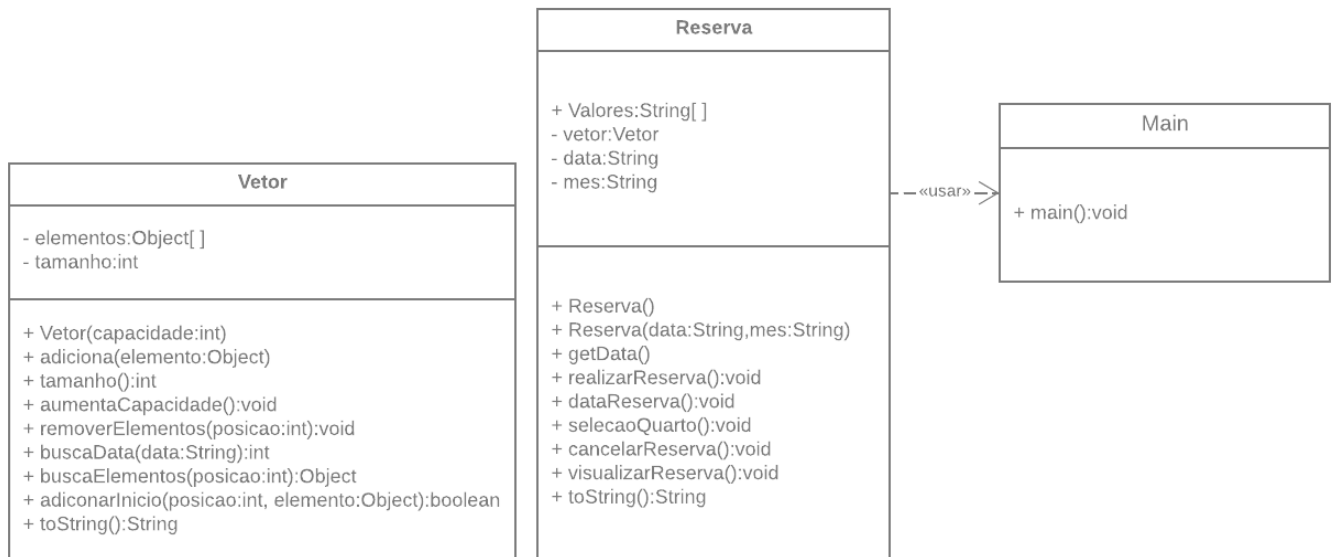 Vetor
- elementos:Object[ ]
- tamanho:int
+ Vetor(capacidade:int)
+ adiciona(elemento:Object)
+ tamanho():int
+ aumentaCapacidade():void
+ removerElementos(posicao:int):void
+ buscaData(data:String):int
+ buscaElementos(posicao:int):Object
+ adiconarInicio(posicao:int, elemento:Object):boolean
+ toString():String
Reserva
+ Valores:String[ ]
- vetor:Vetor
- data:String
- mes:String
+ Reserva()
+ Reserva(data:String,mes:String)
+ getData()
+ realizarReserva():void
+ dataReserva():void
+ selecaoQuarto():void
+ cancelarReserva():void
+ visualizarReserva():void
+ toString():String
«usar»
Main
+ main():void